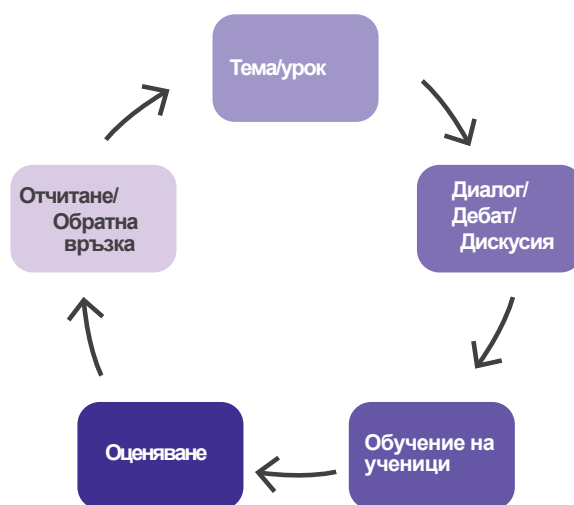 Тема/урок
Диалог/
Дебат/
Дискусия
Обучение на
ученици
Оценяване
Отчитане/
Обратна
връзка